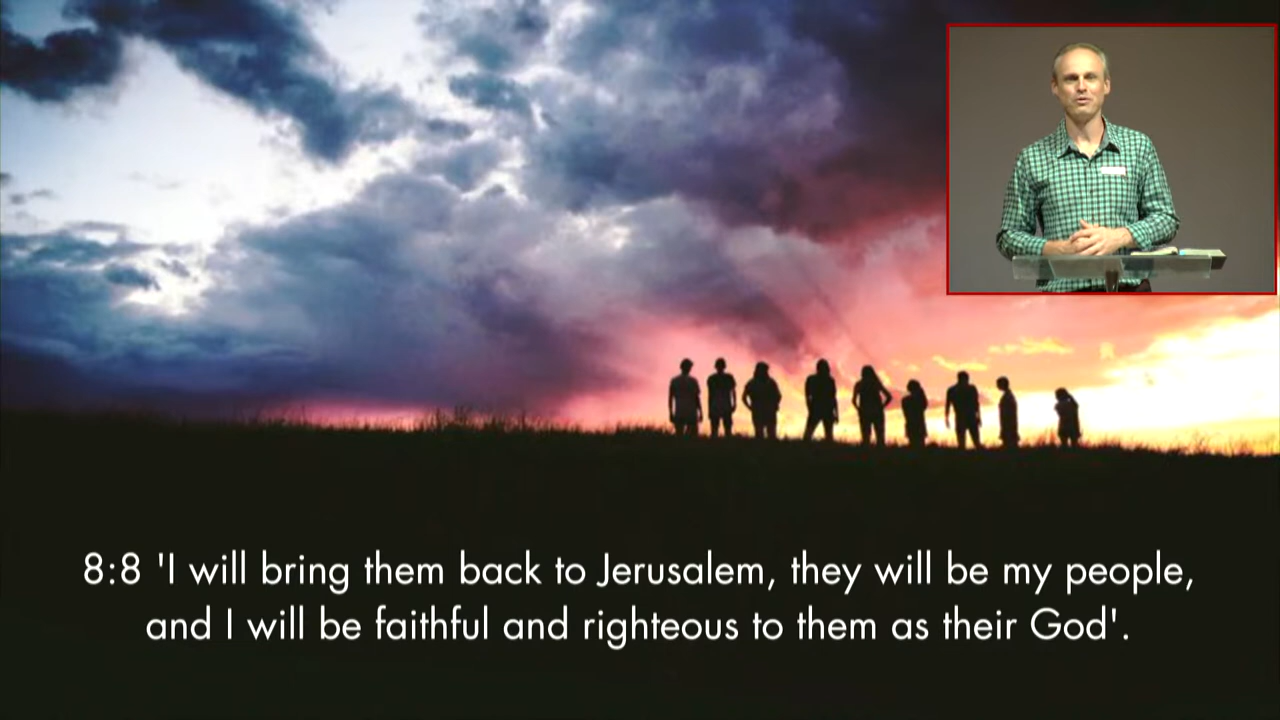 8:8 'I will bring them back to Jerusalem, they will be my people,
and I will be faithful and righteous to them as their God'.